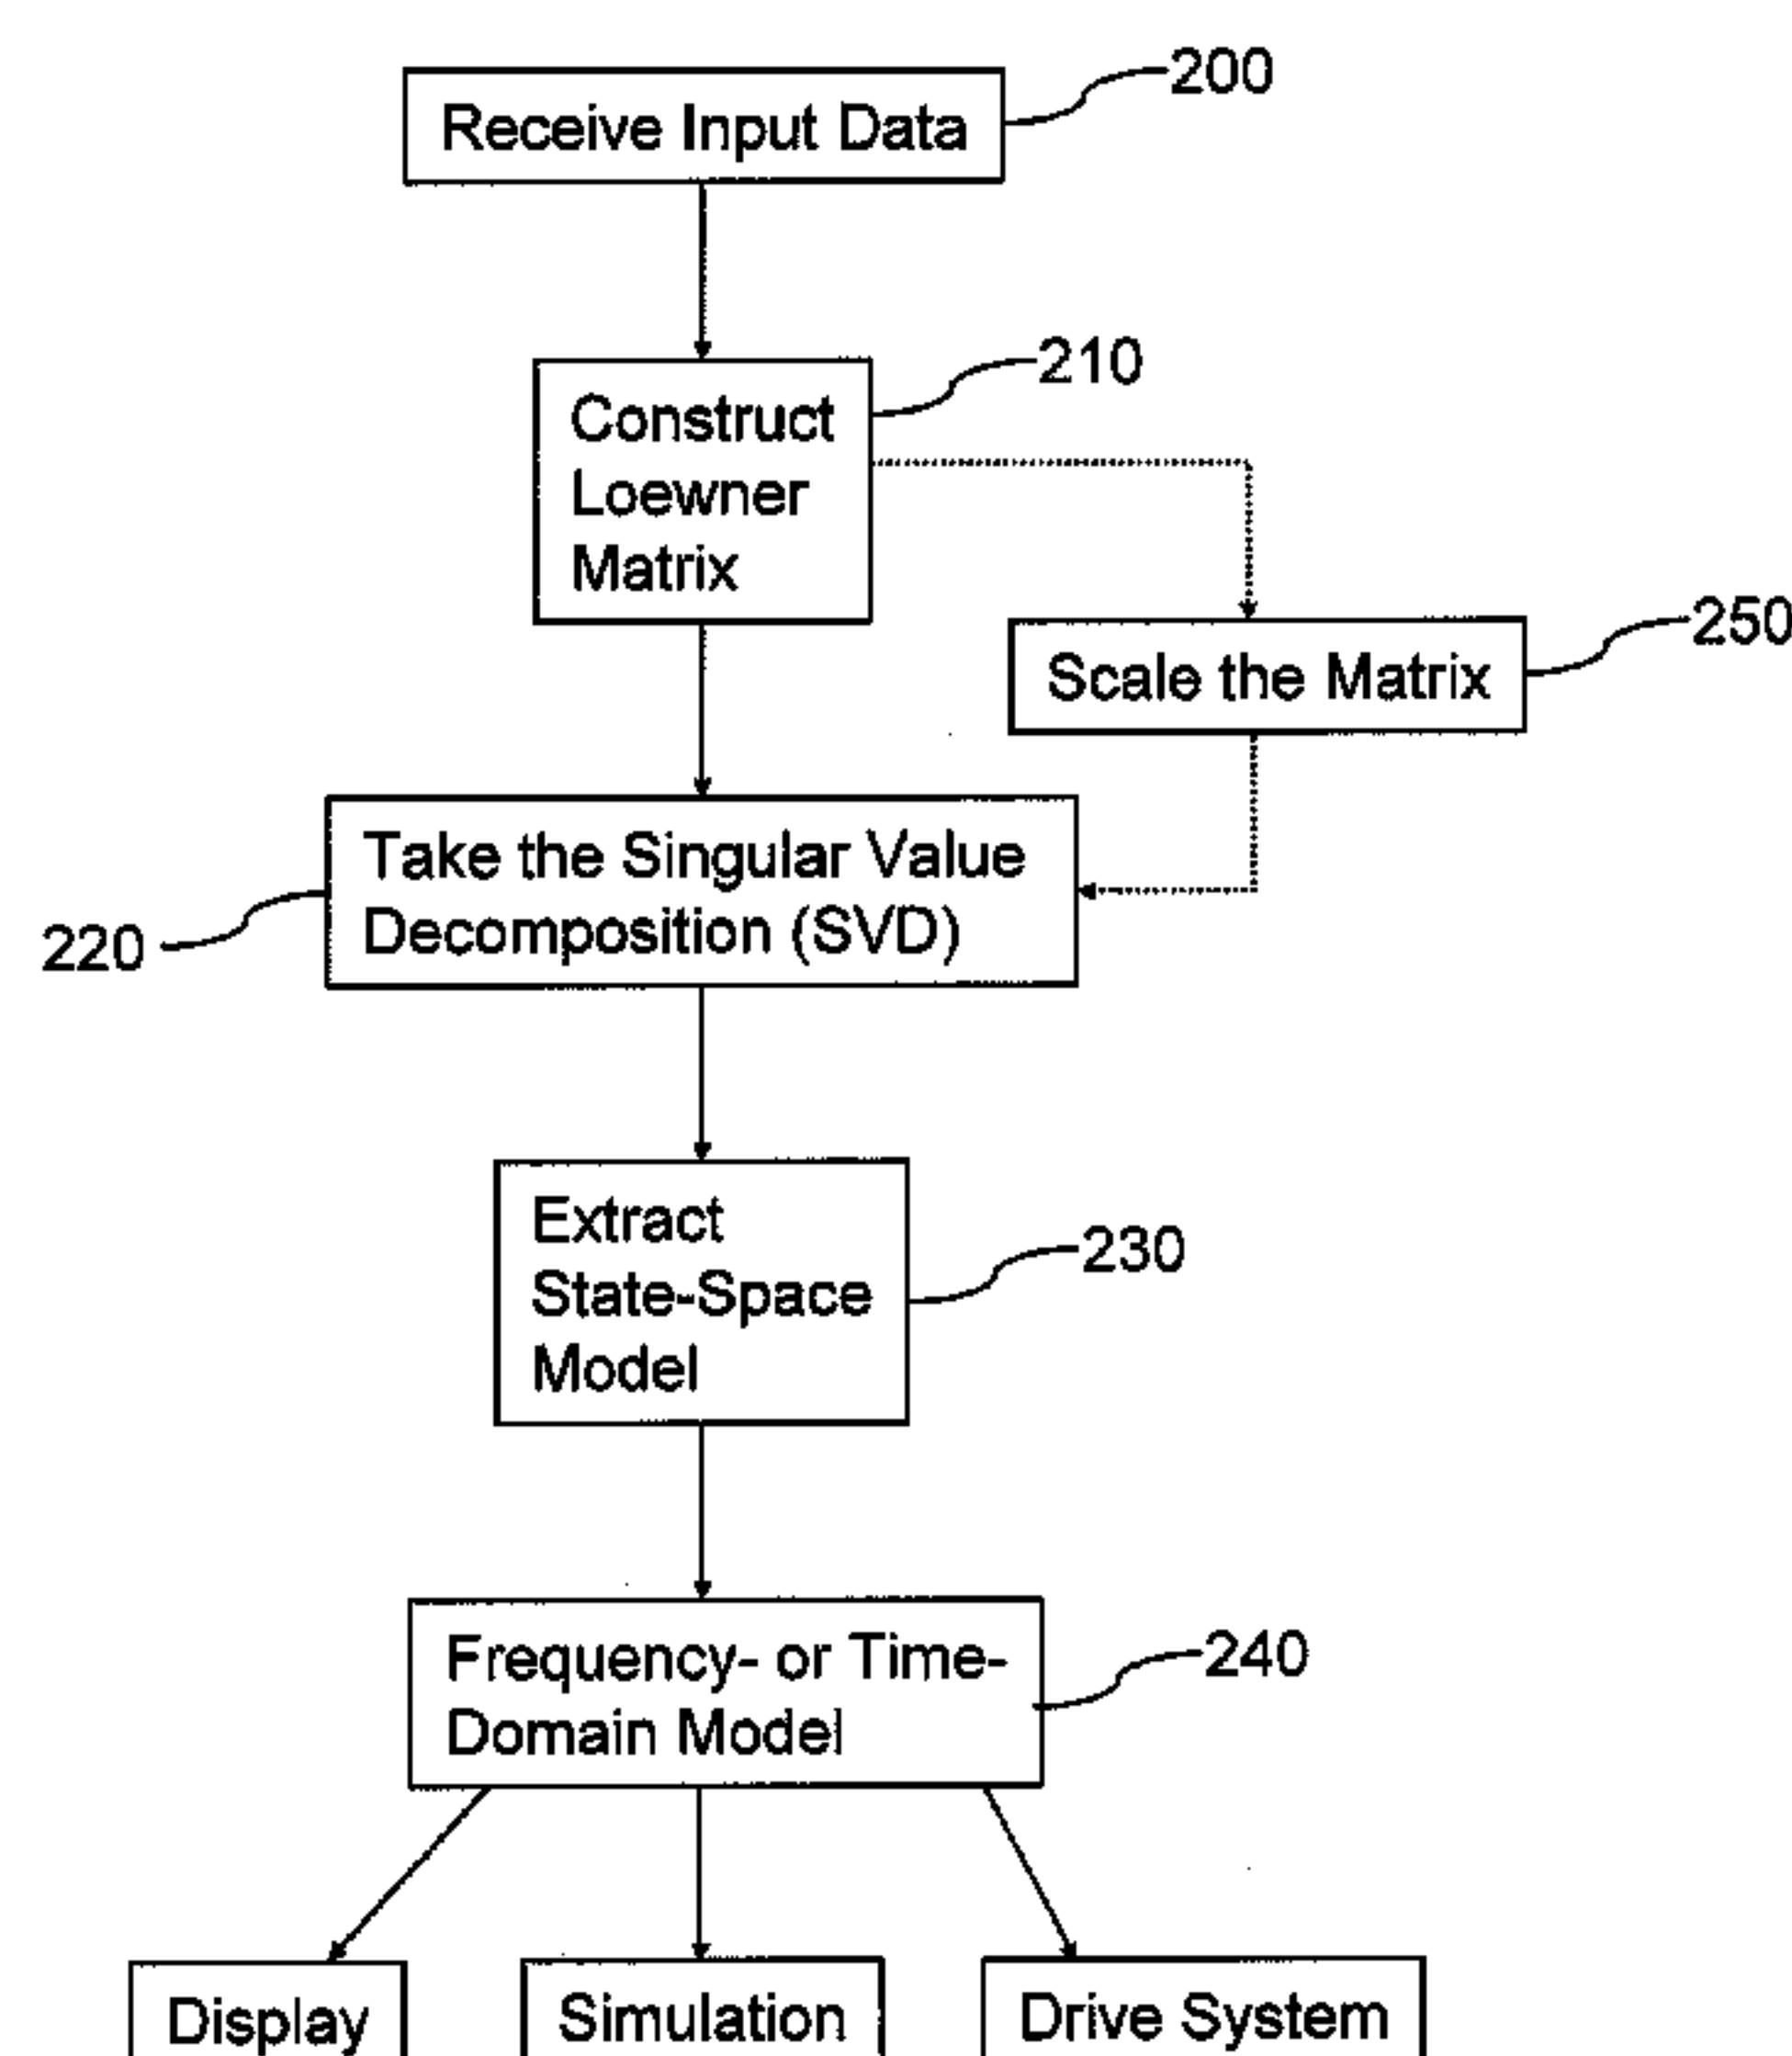 Receive Input Data
200
Construct
Loewner
Matrix
210
Scale the Matrix
250
Take the Singular Value
Decomposition (SVD)
220
Extract
State-Space
Model
230
Frequency- or Time-
Domain Model
240
Display
Simulation
Drive System